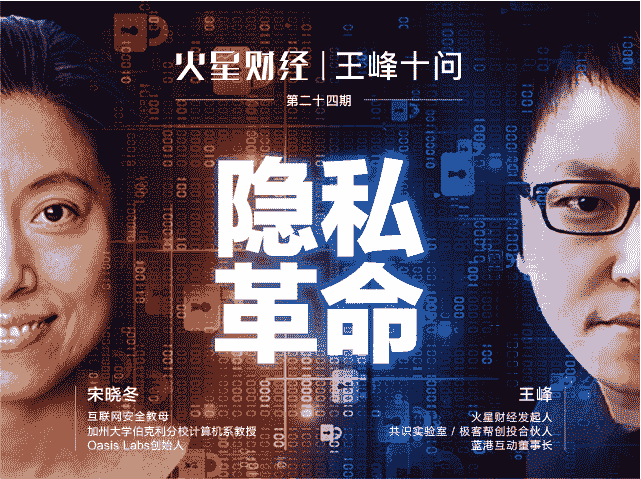 火星财经 | 王峰十问
第二十四期
隐私
革命
宋晓冬
互联网安全教母
加州大学伯克利分校计算机系教授
Oasis Labs创始人
王峰
火星财经发起人
共识实验室 / 极客帮创投合伙人
蓝港互动董事长